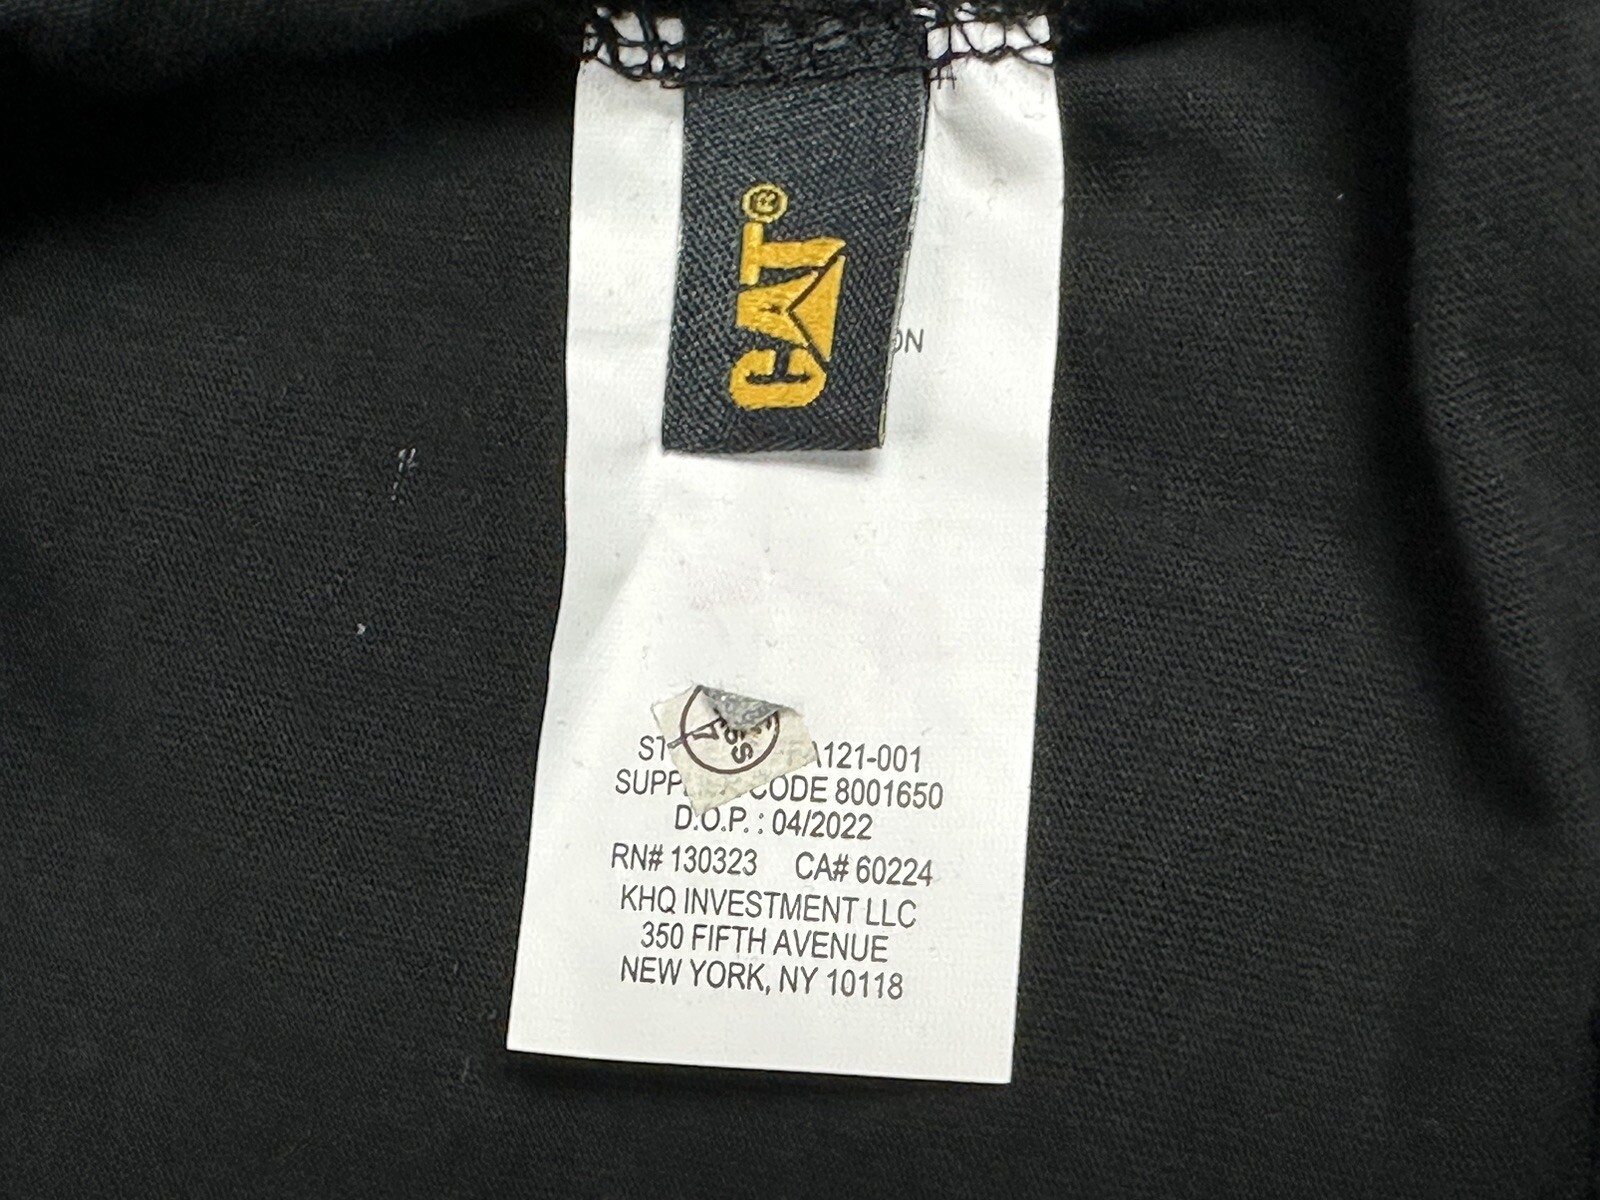 CAT®
ON
A121-001
CODE 8001650
D.O.P. : 04/2022
RN# 130323 CA# 60224
KHQ INVESTMENT LLC
350 FIFTH AVENUE
NEW YORK, NY 10118